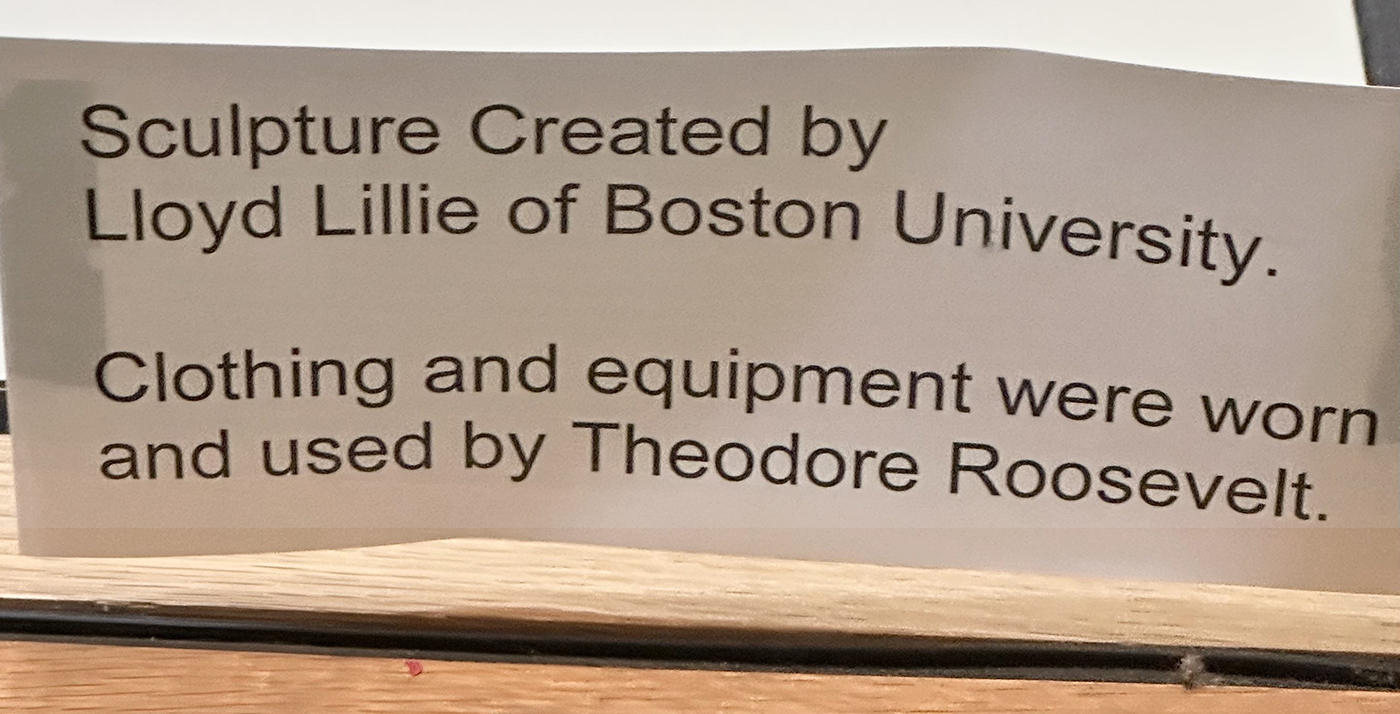 Sculpture Created by
Lloyd Lillie of Boston University.
Clothing and equipment were worn
and used by Theodore Roosevelt.